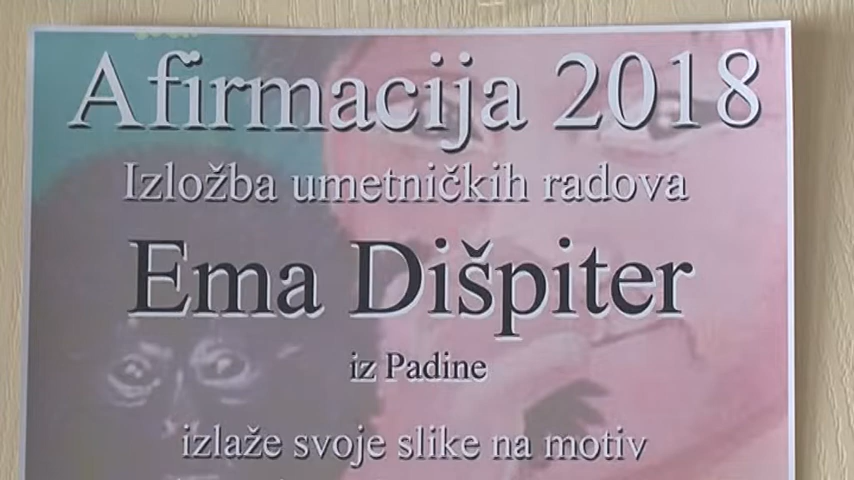 Afirmacija 2018
Izložba umetničkih radova
Ema Dišpiter
iz Padine
izlaže svoje slike na motiv